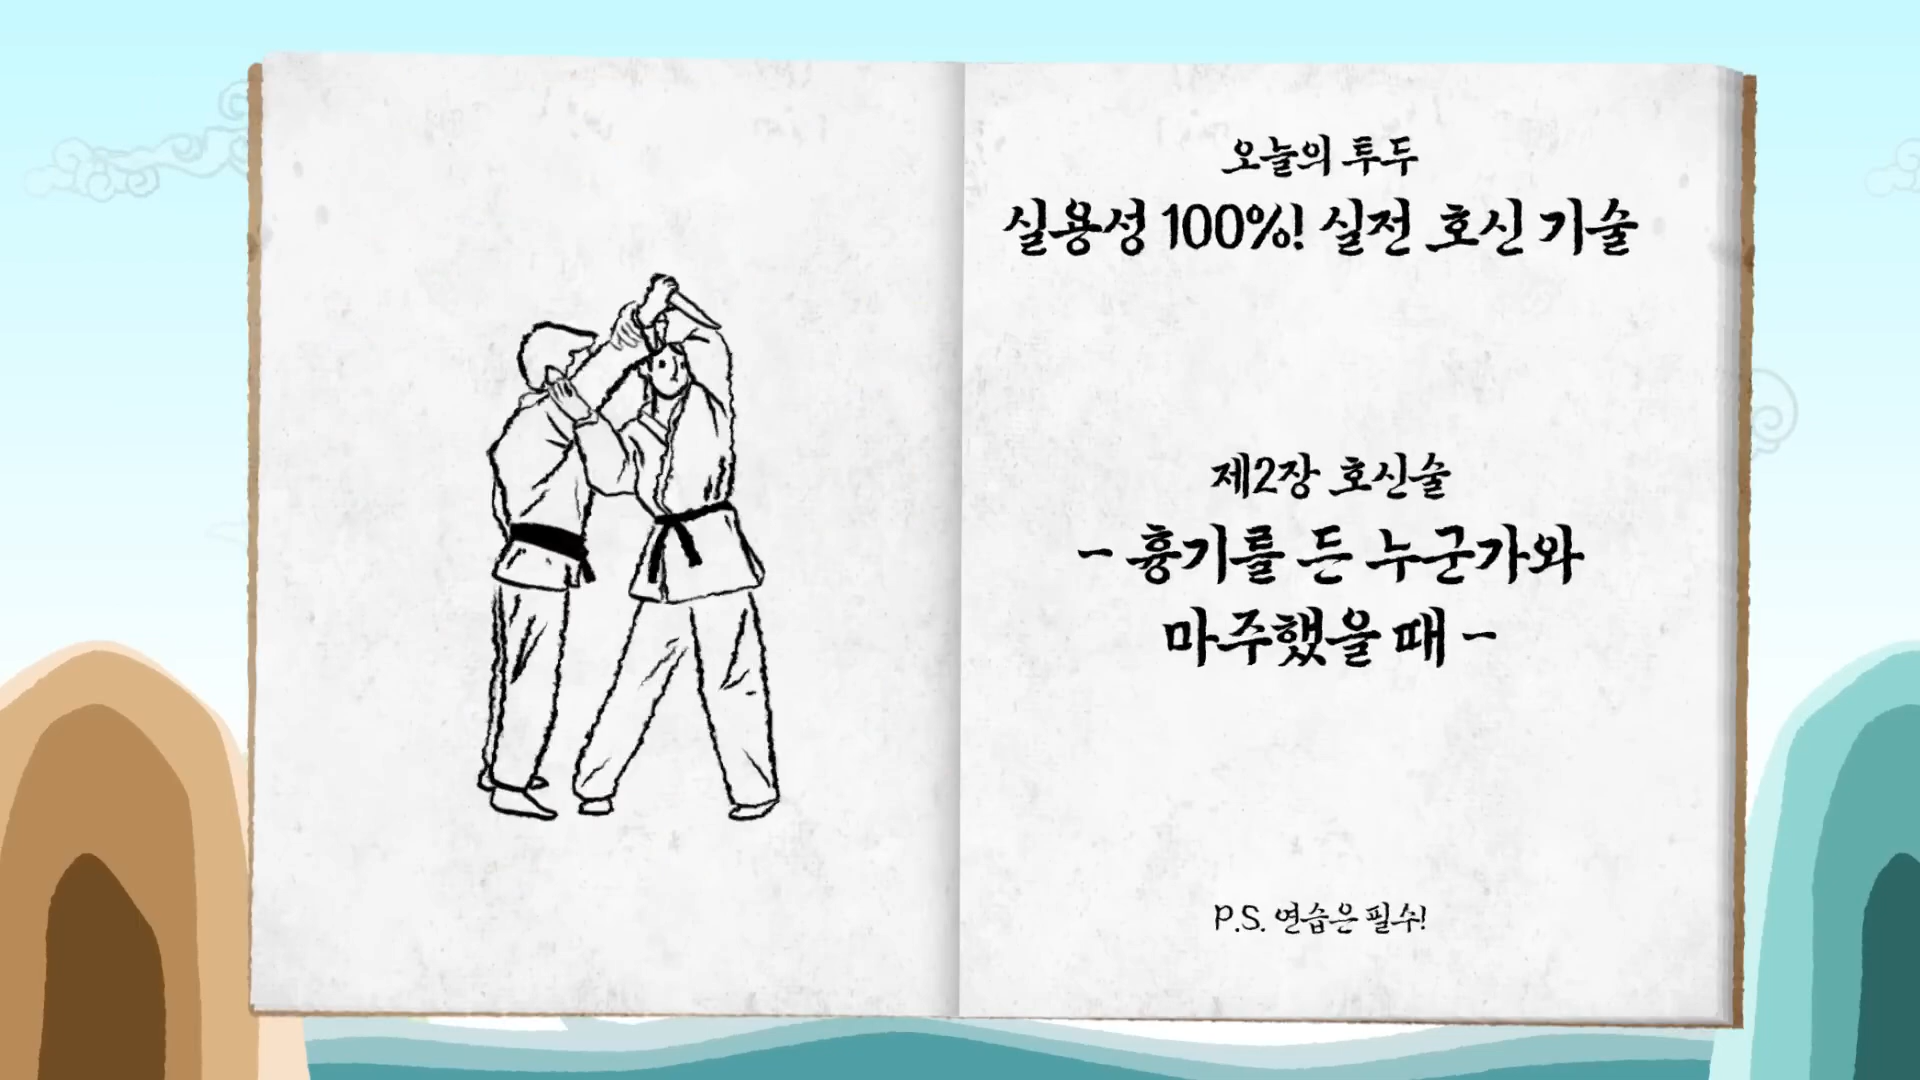 오늘의 투두
실용성 100%! 실전 호신 기술
제2장 호신술
- 흉기를 든 누군가와
마주했을 때 -
P.S. 연습은 필수!